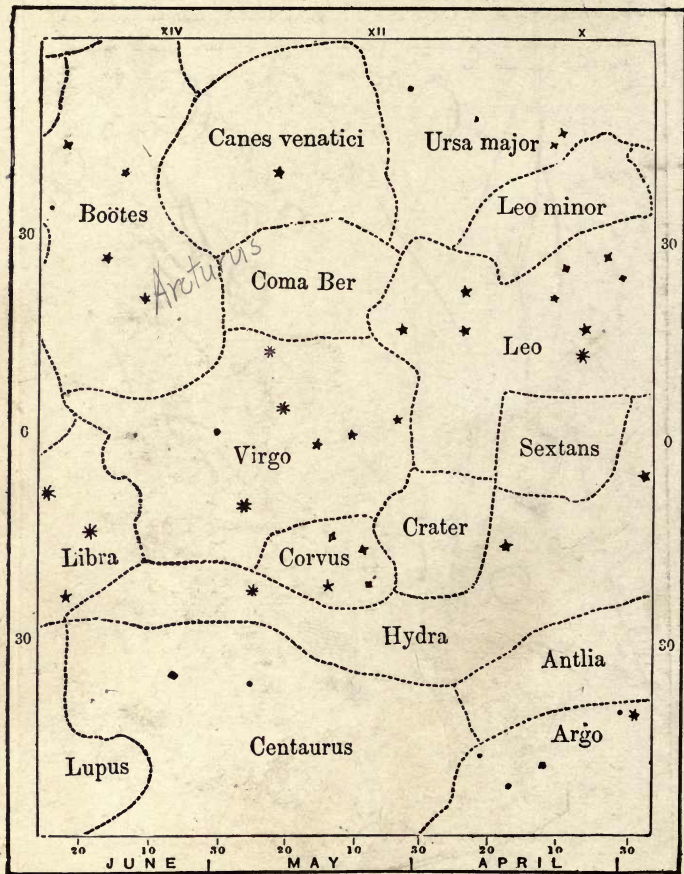 XIV XII X
Canes venatici
Ursa major
Leo minor
Boötes
30 30
Arcturus
Coma Ber
Leo
0 0
Virgo
Sextans
Crater
Corvus
Libra
Hydra
30 30
Antlia
Argo
Centaurus
Lupus
20 10 30 20 10 30 20 10 30
JUNE MAY APRIL